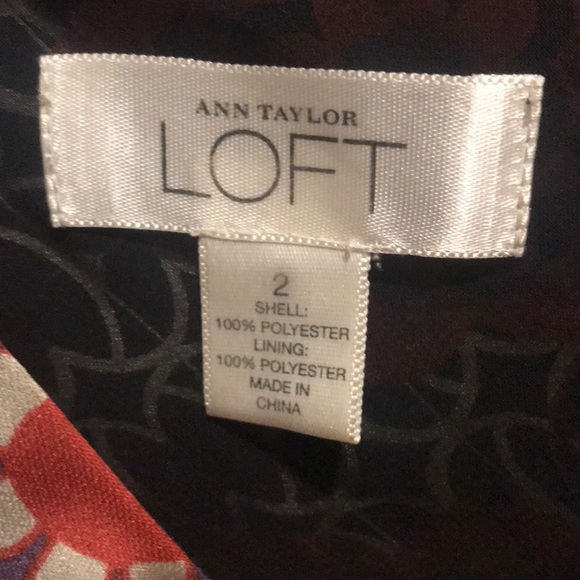 ANN TAYLOR
LOFT
2
SHELL:
100% POLYESTER
LINING:
100% POLYESTER
MADE IN
CHINA